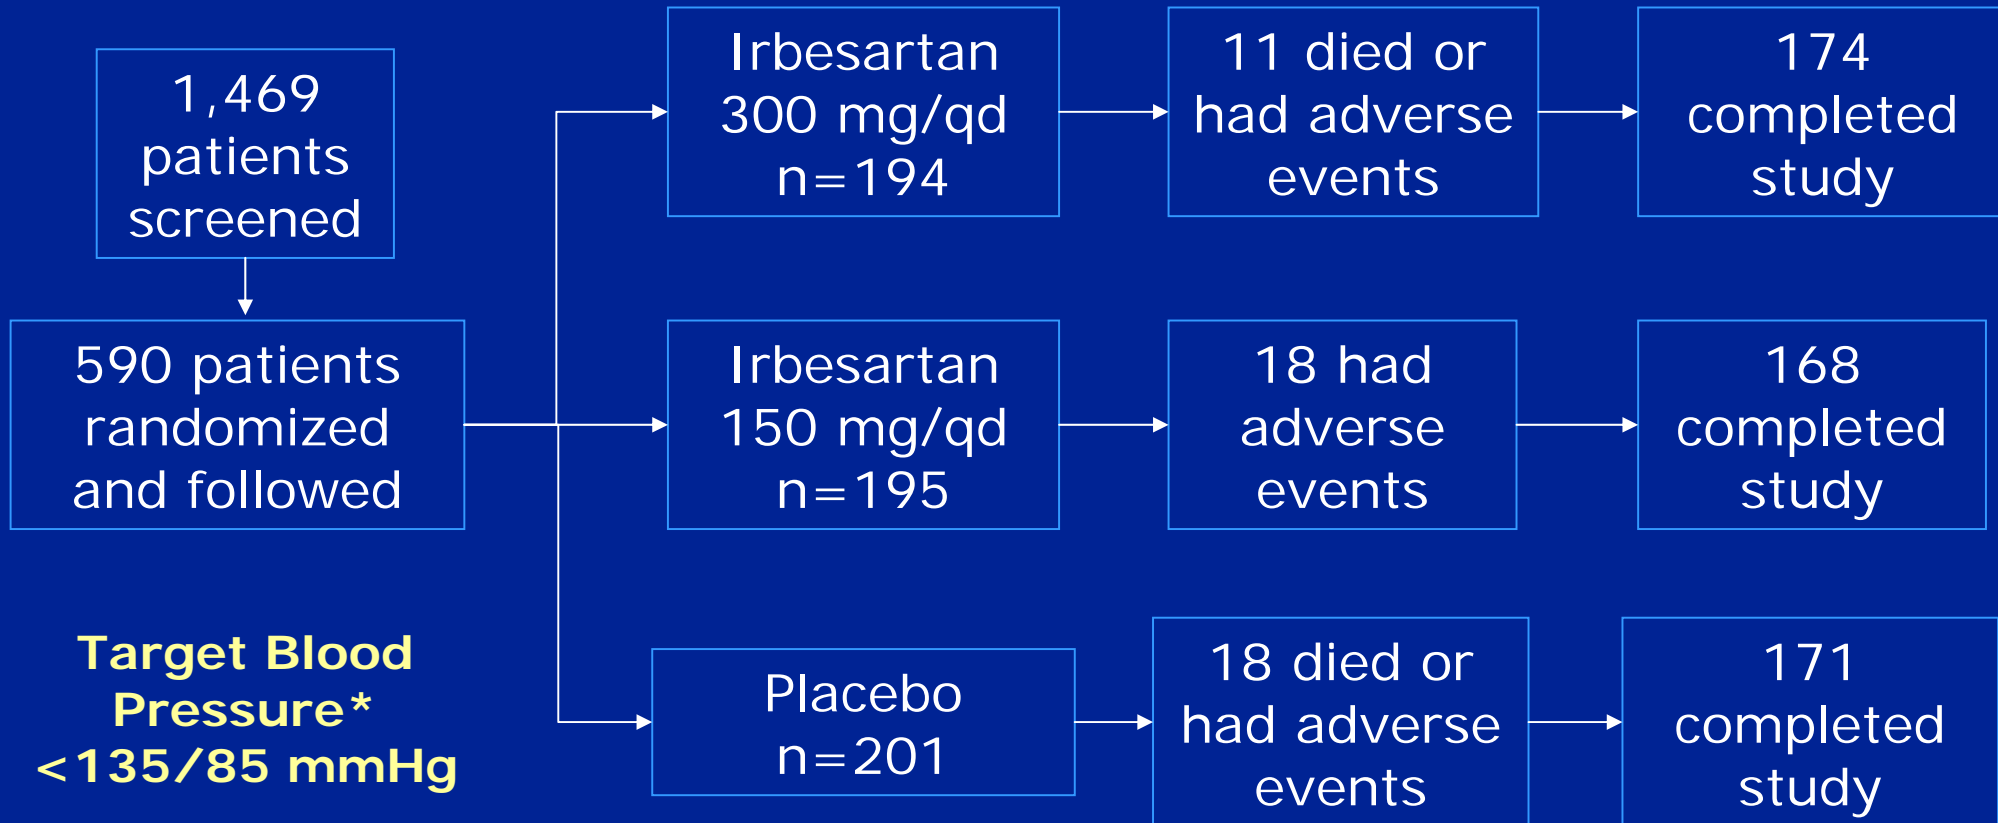 1,469
patients
screened
590 patients
randomized
and followed
Irbesartan
300 mg/qd
n=194
11 died or
had adverse
events
174
completed
study
Irbesartan
150 mg/qd
n=195
18 had
adverse
events
168
completed
study
Placebo
n=201
18 died or
had adverse
events
171
completed
study
Target Blood
Pressure*
<135/85 mmHg